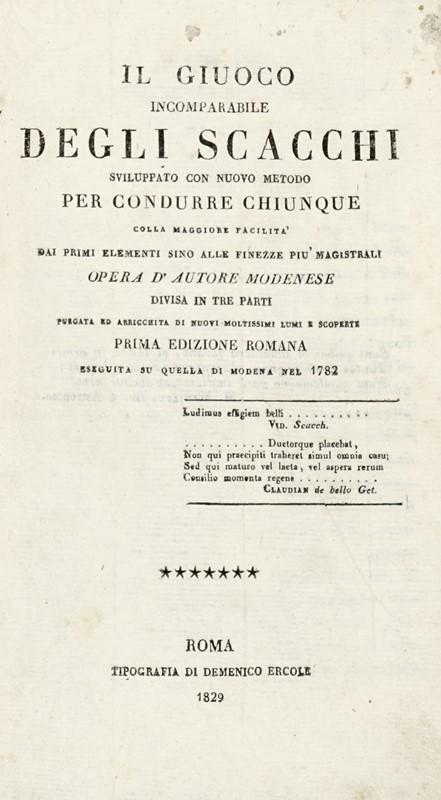 IL GIUOCO
INCOMPARABILE
DEGLI SCACCHI
SVILUPPATO CON NUOVO METODO
PER CONDURRE CHIUNQUE
COLLA MAGGIORE FACILITA'
DAI PRIMI ELEMENTI SINO ALLE FINEZZE PIU' MAGISTRALI
OPERA D' AUTORE MODENESE
DIVISA IN TRE PARTI
PURGATA ED ARRICCHITA DI NUOVI MOLTISSIMI LUMI E SCOPERTE
PRIMA EDIZIONE ROMANA
ESEGUITA SU QUELLA DI MODENA NEL 1782
Ludimus effigiem belli . . . . . . . . . .
VID. Scacch.
. . . . . . . . . . Ductorque placebat,
Non qui praecipiti traheret simul omnia casu;
Sed qui maturo vel laeta, vel aspera rerum
Consilio momenta regens . . . . . . . . . .
CLAUDIAN de bello Get.
★★★★★★★
ROMA
TIPOGRAFIA DI DEMENICO ERCOLE
1829